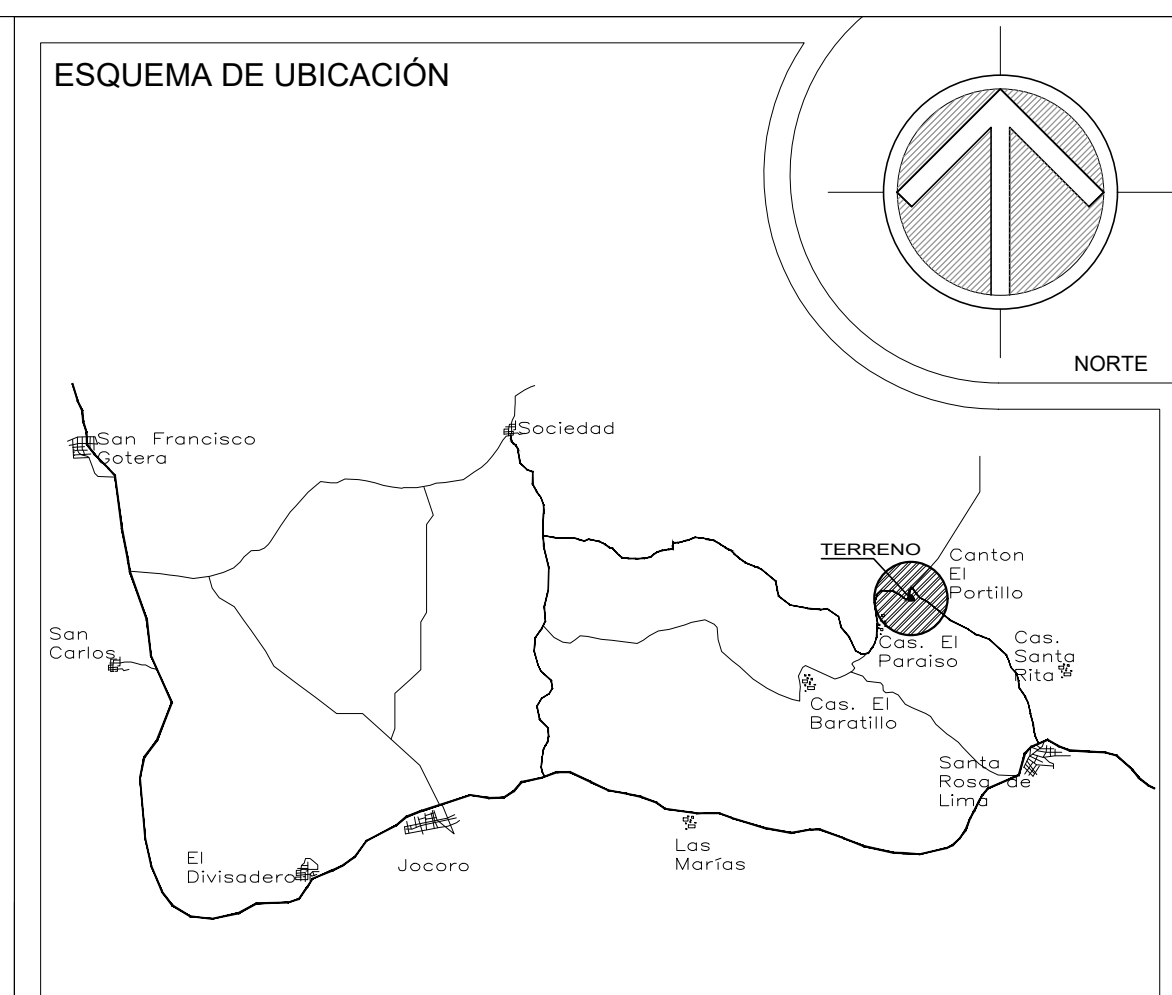 ESQUEMA DE UBICACIÓN
NORTE
San Francisco
Gotera
Sociedad
TERRENO
Canton
El
Portillo
San
Carlos
Cas. El
Paraiso
Cas.
Santa
Rita
Cas. El
Baratillo
Santa
Rosa de
Lima
El
Divisadero
Jocoro
Las
Marías